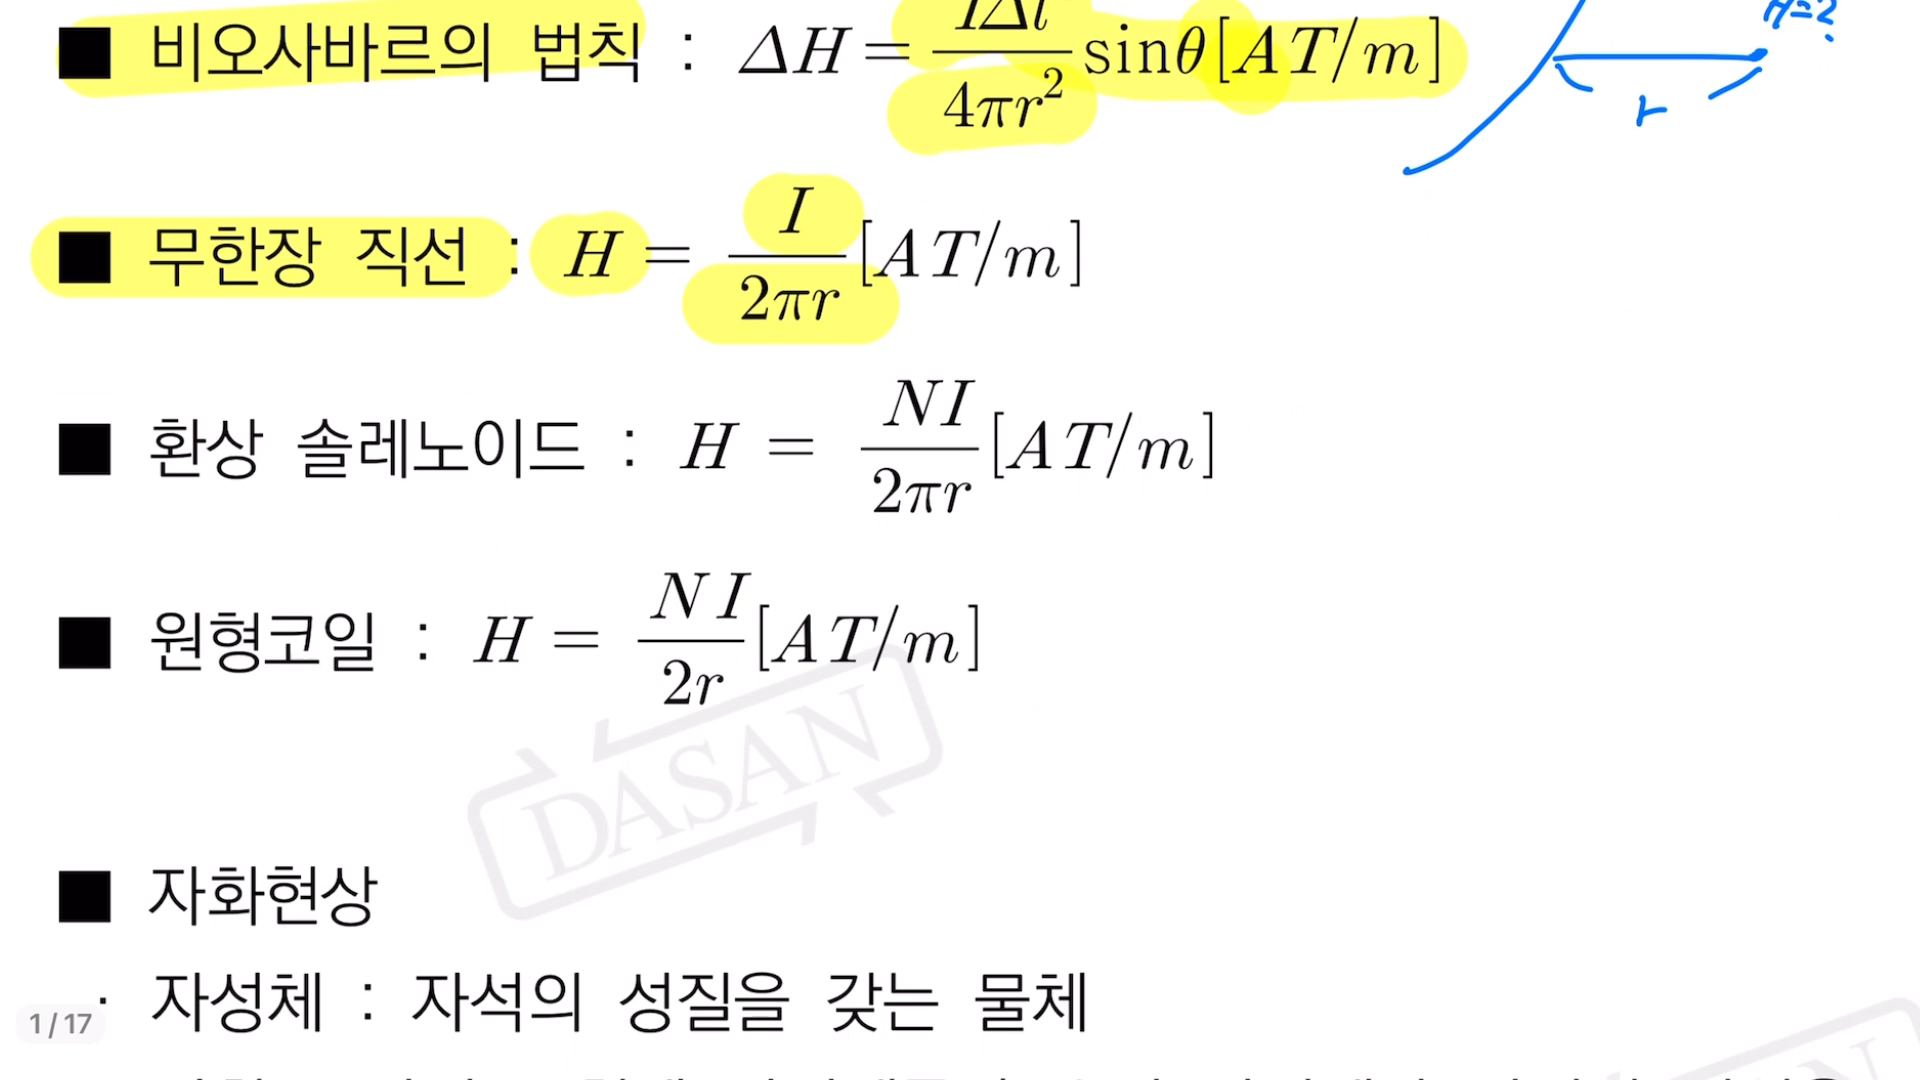 ■ 비오사바르의 법칙 : ΔH = IΔl / 4πr² sinθ[AT/m]
H=?
r
■ 무한장 직선 : H = I / 2πr [AT/m]
■ 환상 솔레노이드 : H = NI / 2πr [AT/m]
■ 원형코일 : H = NI / 2r [AT/m]
DASAN
■ 자화현상
· 자성체 : 자석의 성질을 갖는 물체
1 / 17